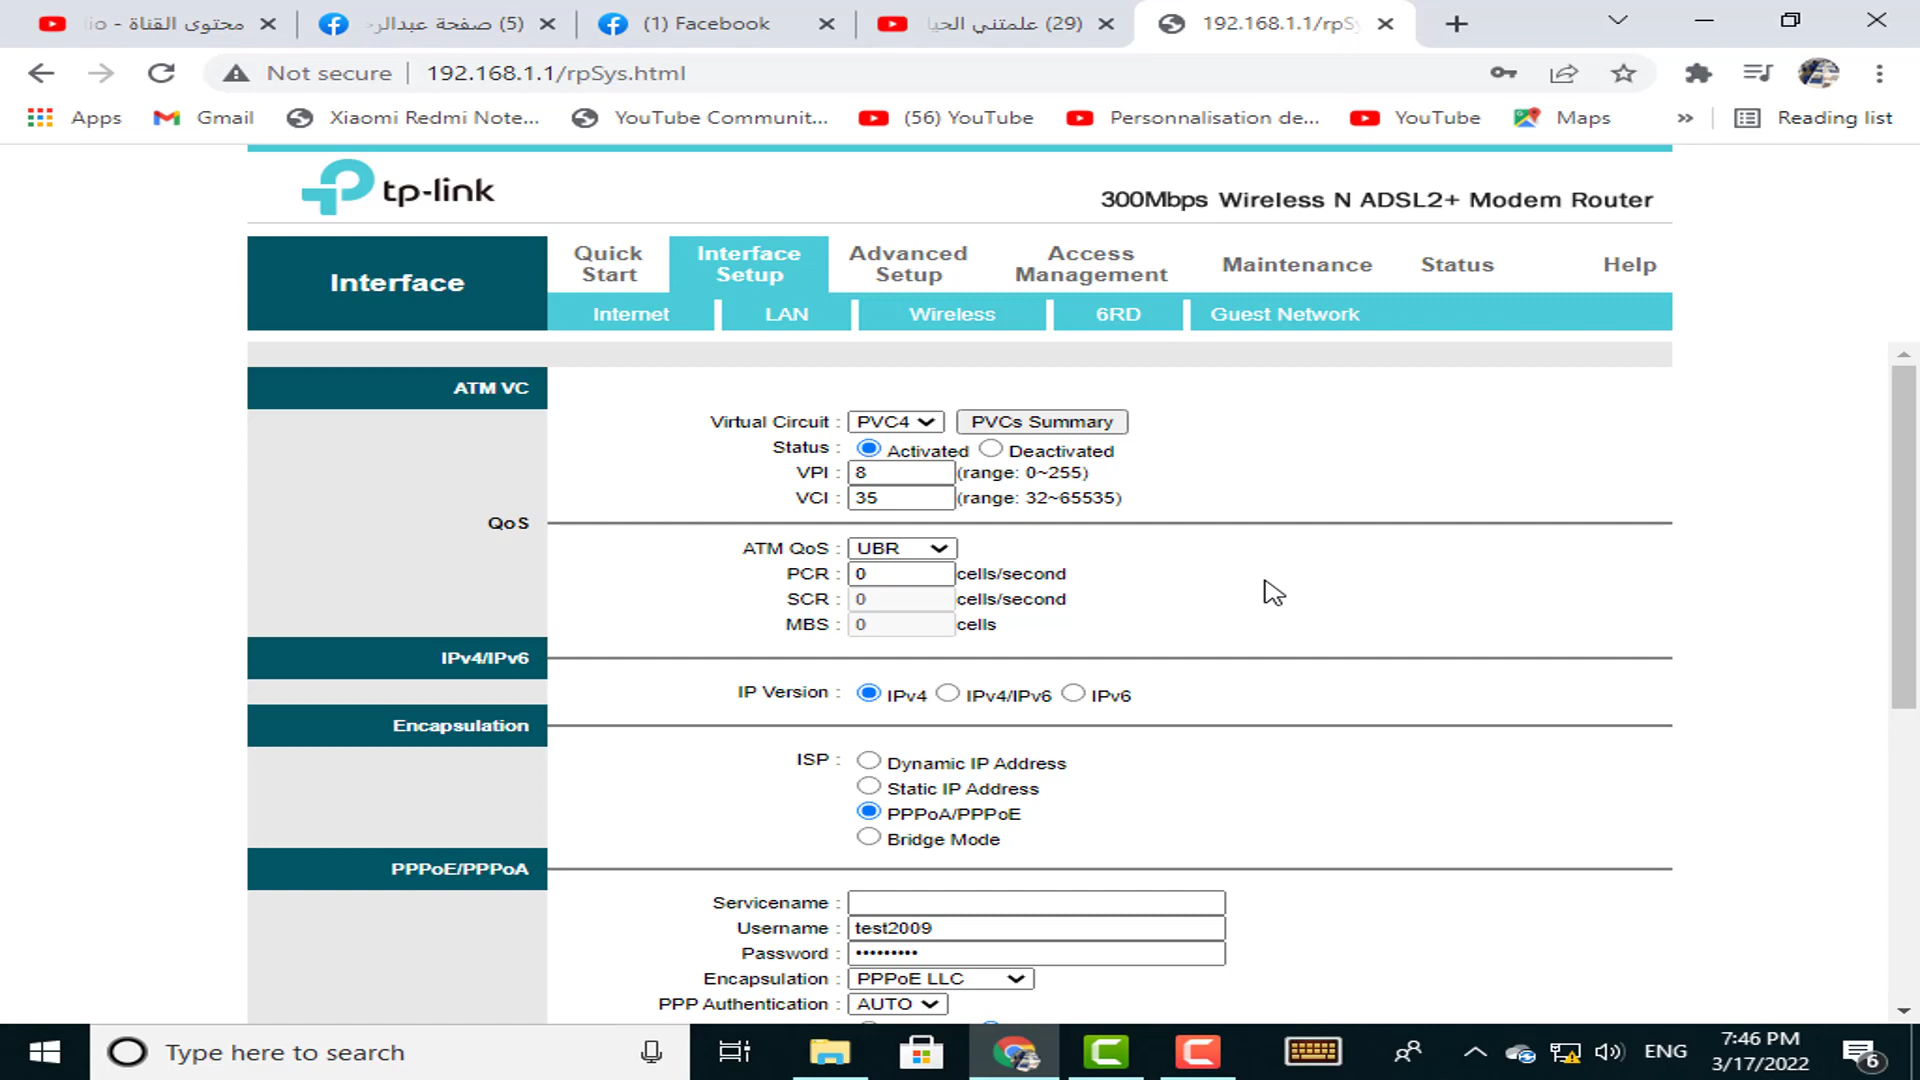 محتوى القناة - io
(5) صفحة عبدالر
(1) Facebook
(29) علمتني الحيا
192.168.1.1/rpSy
Not secure | 192.168.1.1/rpSys.html
Apps
Gmail
Xiaomi Redmi Note...
YouTube Communit...
(56) YouTube
Personnalisation de...
YouTube
Maps
»
Reading list
tp-link
300Mbps Wireless N ADSL2+ Modem Router
Interface
Quick Start
Interface Setup
Advanced Setup
Access Management
Maintenance
Status
Help
Internet
LAN
Wireless
6RD
Guest Network
ATM VC
Virtual Circuit : PVC4 PVCs Summary
Status : Activated Deactivated
VPI : 8 (range: 0~255)
VCI : 35 (range: 32~65535)
QoS
ATM QoS : UBR
PCR : 0 cells/second
SCR : 0 cells/second
MBS : 0 cells
IPv4/IPv6
IP Version : IPv4 IPv4/IPv6 IPv6
Encapsulation
ISP : Dynamic IP Address
Static IP Address
PPPoA/PPPoE
Bridge Mode
PPPoE/PPPoA
Servicename :
Username : test2009
Password : •••••••••
Encapsulation : PPPoE LLC
PPP Authentication : AUTO
Type here to search
ENG
7:46 PM
3/17/2022
6